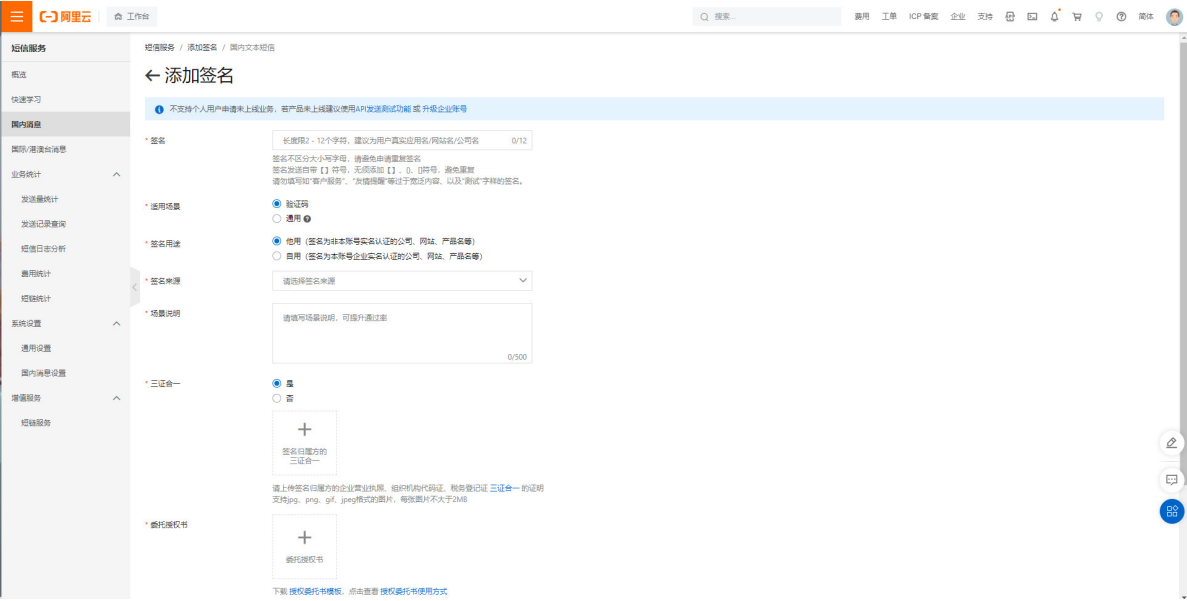 阿里云
工作台
搜索...
费用
工单
ICP 备案
企业
支持
简体
短信服务
概览
快速学习
国内消息
国际/港澳台消息
业务统计
发送量统计
发送记录查询
短信日志分析
费用统计
短链统计
系统设置
通用设置
国内消息设置
增值服务
短链服务
短信服务 / 添加签名 / 国内文本短信
添加签名
不支持个人用户申请未上线业务，若产品未上线建议使用API发送测试功能 或 升级企业账号
* 签名
长度限2 - 12个字符，建议为用户真实应用名/网站名/公司名 0/12
签名不区分大小写字母，请避免申请重复签名
签名发送自带【】符号，无须添加【】、()、[]符号，避免重复
请勿填写如“客户服务”、“友情提醒”等过于宽泛内容、以及“测试”字样的签名。
* 适用场景
验证码
通用
* 签名用途
他用（签名为非本账号实名认证的公司、网站、产品名等）
自用（签名为本账号企业实名认证的公司、网站、产品名等）
* 签名来源
请选择签名来源
* 场景说明
请填写场景说明，可提升通过率
0/500
* 三证合一
是
否
签名归属方的
三证合一
请上传签名归属方的企业营业执照、组织机构代码证、税务登记证 三证合一 的证明
支持jpg、png、gif、jpeg格式的图片，每张图片不大于2MB
* 委托授权书
委托授权书
下载 授权委托书模板，点击查看 授权委托书使用方式